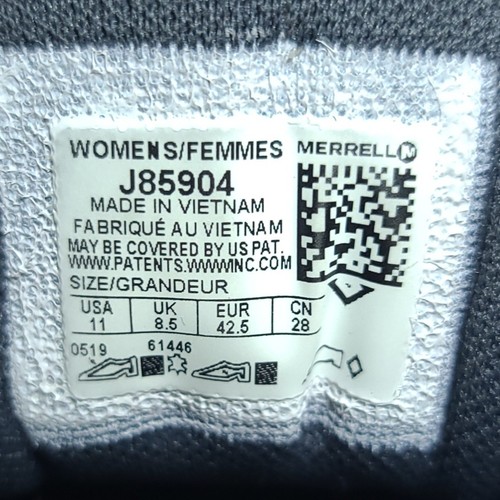 WOMENS/FEMMES MERRELL
J85904
MADE IN VIETNAM
FABRIQUÉ AU VIETNAM
MAY BE COVERED BY US PAT.
WWW.PATENTS.WWWINC.COM
SIZE/GRANDEUR
USA UK EUR CN
11 8.5 42.5 28
0519 61446